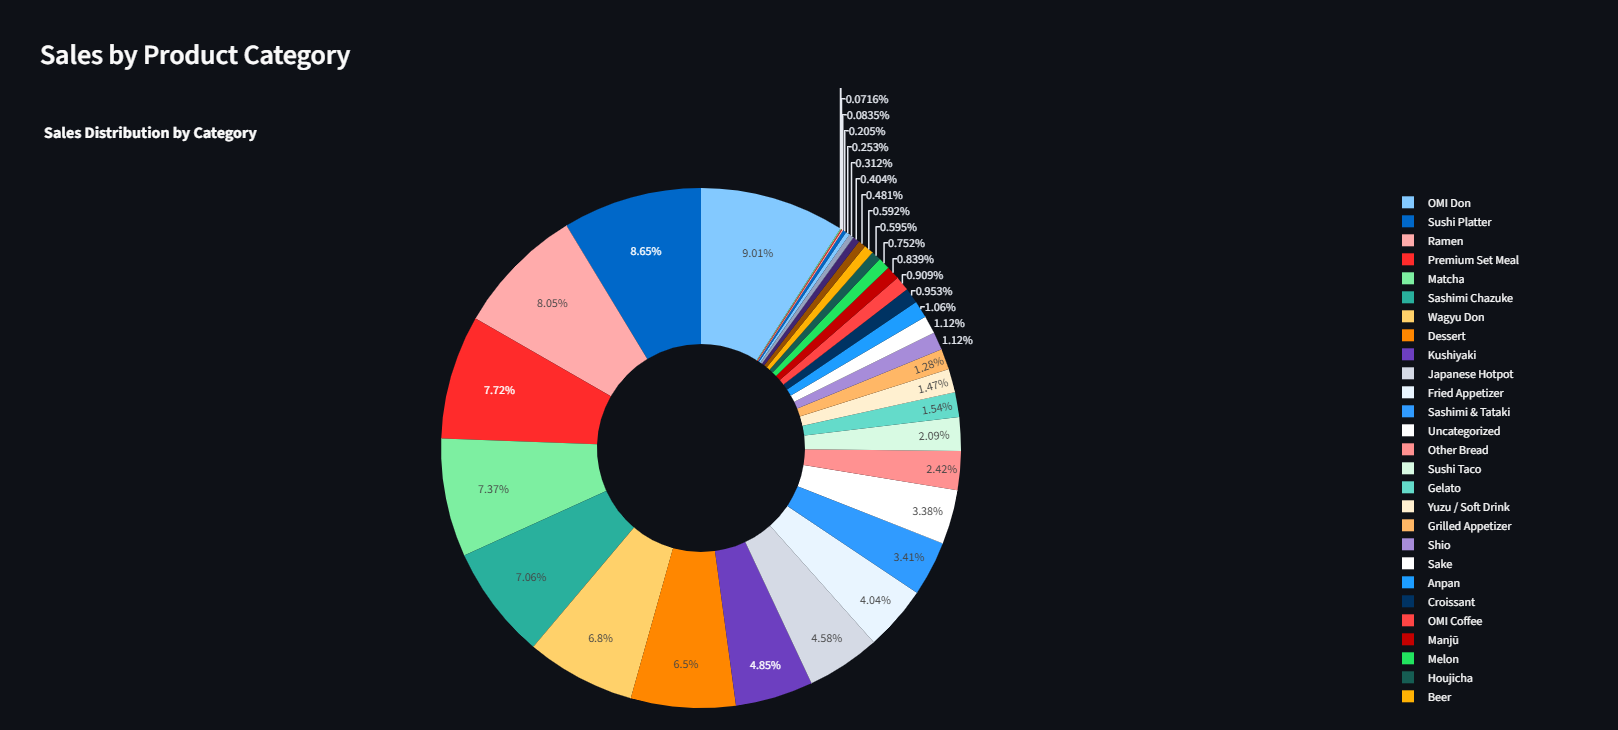 Sales by Product Category
Sales Distribution by Category
0.0716%
0.0835%
0.205%
0.253%
0.312%
0.404%
0.481%
0.592%
0.595%
0.752%
0.839%
0.909%
0.953%
1.06%
1.12%
1.12%
1.28%
1.47%
1.54%
2.09%
2.42%
3.38%
3.41%
4.04%
4.58%
4.85%
6.5%
6.8%
7.06%
7.37%
7.72%
8.05%
8.65%
9.01%
OMI Don
Sushi Platter
Ramen
Premium Set Meal
Matcha
Sashimi Chazuke
Wagyu Don
Dessert
Kushiyaki
Japanese Hotpot
Fried Appetizer
Sashimi & Tataki
Uncategorized
Other Bread
Sushi Taco
Gelato
Yuzu / Soft Drink
Grilled Appetizer
Shio
Sake
Anpan
Croissant
OMI Coffee
Manjū
Melon
Houjicha
Beer